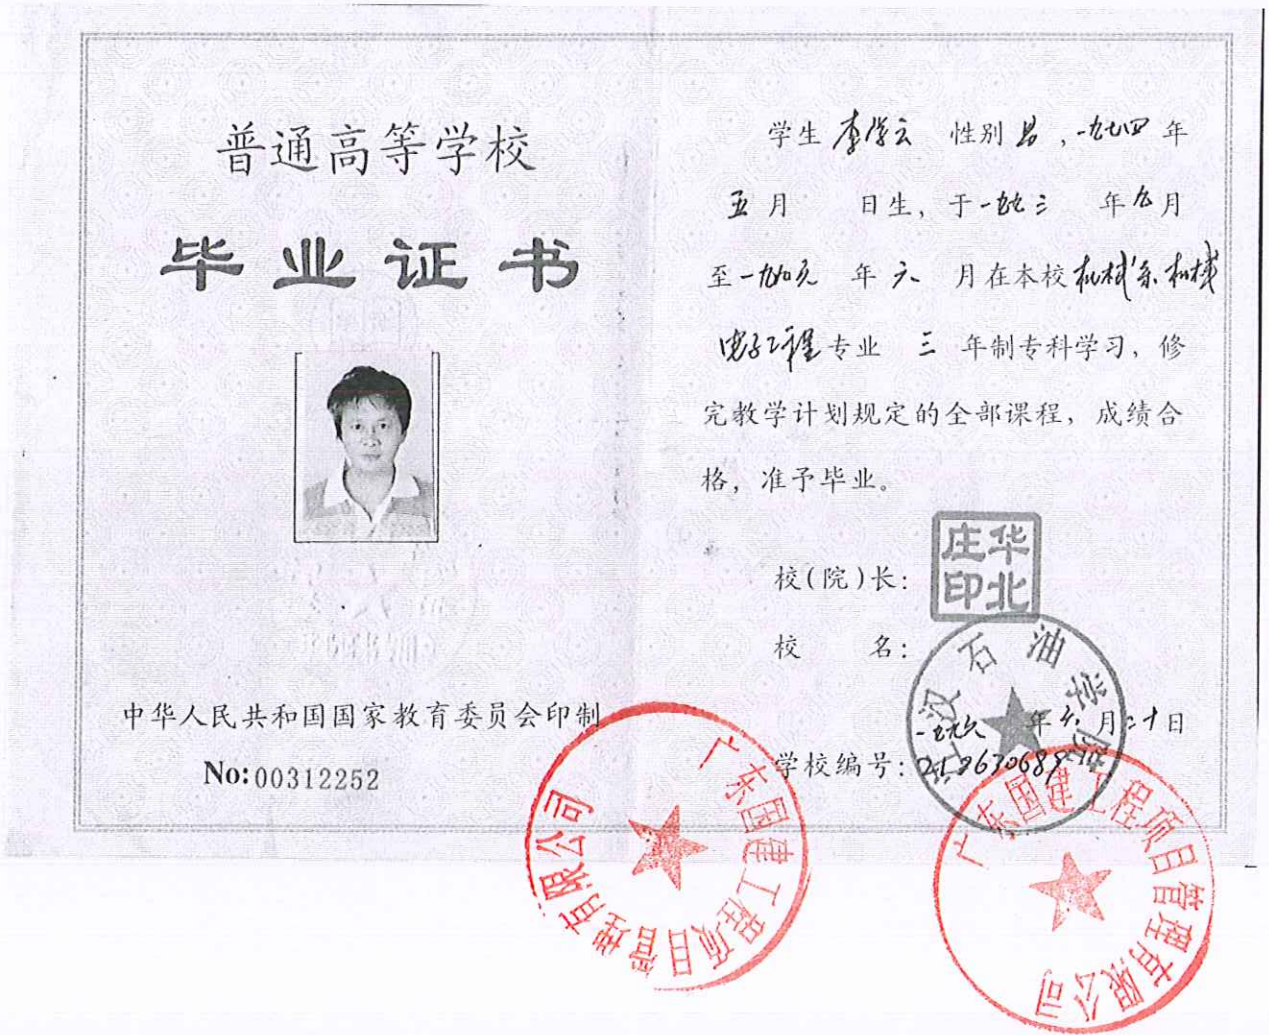 普通高等学校
毕业证书
中华人民共和国国家教育委员会印制
No:00312252
学生 李学云 性别 男，一九七四 年
五 月 日生，于一九九三 年 九 月
至一九九六 年 六 月在本校 机械系 机械
电子工程 专业 三 年制专科学习，修
完教学计划规定的全部课程，成绩合
格，准予毕业。
校(院)长：
华北庄印
校 名：
江汉石油学院
一九九六 年 六 月二十日
学校编号：
广东国建工程项目管理有限公司
广东国建工程项目管理有限公司